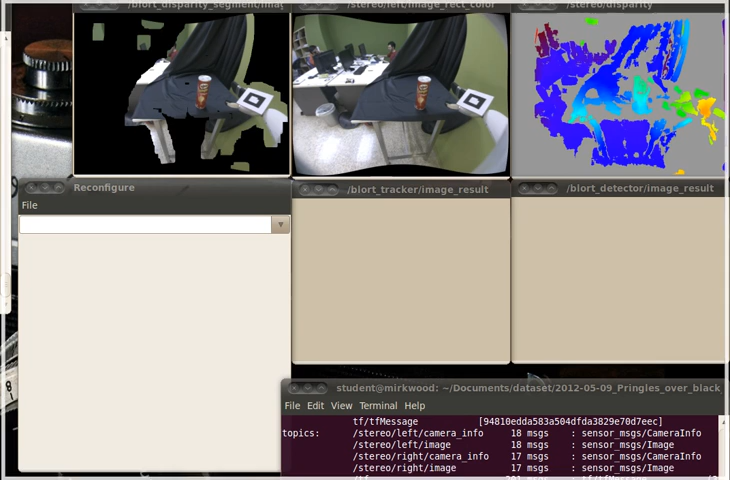 /blort_disparity_segment/imag
/stereo/left/image_rect_color
/stereo/disparity
Reconfigure
/blort_tracker/image_result
/blort_detector/image_result
File
student@mirkwood: ~/Documents/dataset/2012-05-09_Pringles_over_black_
File Edit View Terminal Help
tf/tfMessage [94810edda583a504dfda3829e70d7eec]
topics: /stereo/left/camera_info 18 msgs : sensor_msgs/CameraInfo
/stereo/left/image 18 msgs : sensor_msgs/Image
/stereo/right/camera_info 17 msgs : sensor_msgs/CameraInfo
/stereo/right/image 17 msgs : sensor_msgs/Image